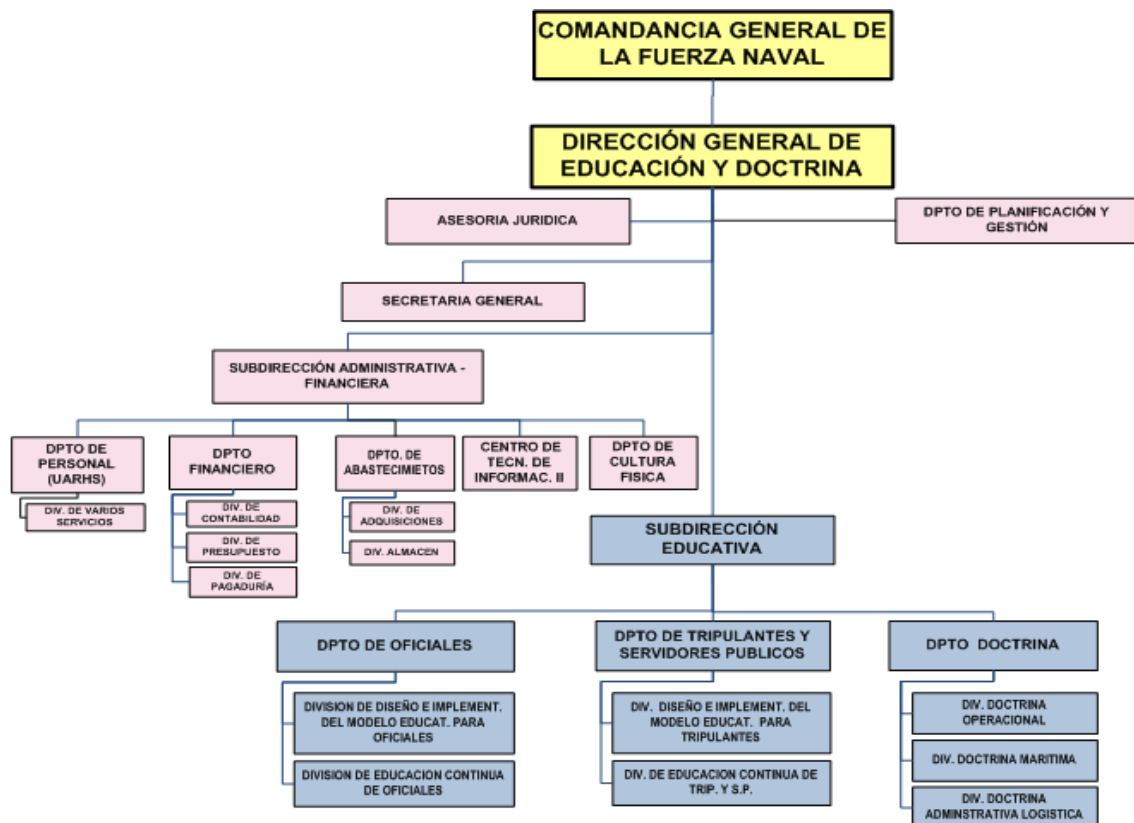 COMANDANCIA GENERAL DE
LA FUERZA NAVAL
DIRECCIÓN GENERAL DE
EDUCACIÓN Y DOCTRINA
ASESORIA JURIDICA
DPTO DE PLANIFICACIÓN Y
GESTIÓN
SECRETARIA GENERAL
SUBDIRECCIÓN ADMINISTRATIVA -
FINANCIERA
DPTO DE
PERSONAL
(UARHS)
DPTO
FINANCIERO
DPTO. DE
ABASTECIMIETOS
CENTRO DE
TECN. DE
INFORMAC. II
DPTO DE
CULTURA
FISICA
DIV. DE VARIOS
SERVICIOS
DIV. DE
CONTABILIDAD
DIV. DE
PRESUPUESTO
DIV. DE
PAGADURÍA
DIV. DE
ADQUISICIONES
DIV. ALMACEN
SUBDIRECCIÓN
EDUCATIVA
DPTO DE OFICIALES
DPTO DE TRIPULANTES Y
SERVIDORES PUBLICOS
DPTO DOCTRINA
DIVISION DE DISEÑO E IMPLEMENT.
DEL MODELO EDUCAT. PARA
OFICIALES
DIVISION DE EDUCACION CONTINUA
DE OFICIALES
DIV. DISEÑO E IMPLEMENT. DEL
MODELO EDUCAT. PARA
TRIPULANTES
DIV. DE EDUCACION CONTINUA DE
TRIP. Y S.P.
DIV. DOCTRINA
OPERACIONAL
DIV. DOCTRINA MARITIMA
DIV. DOCTRINA
ADMINSTRATIVA LOGISTICA